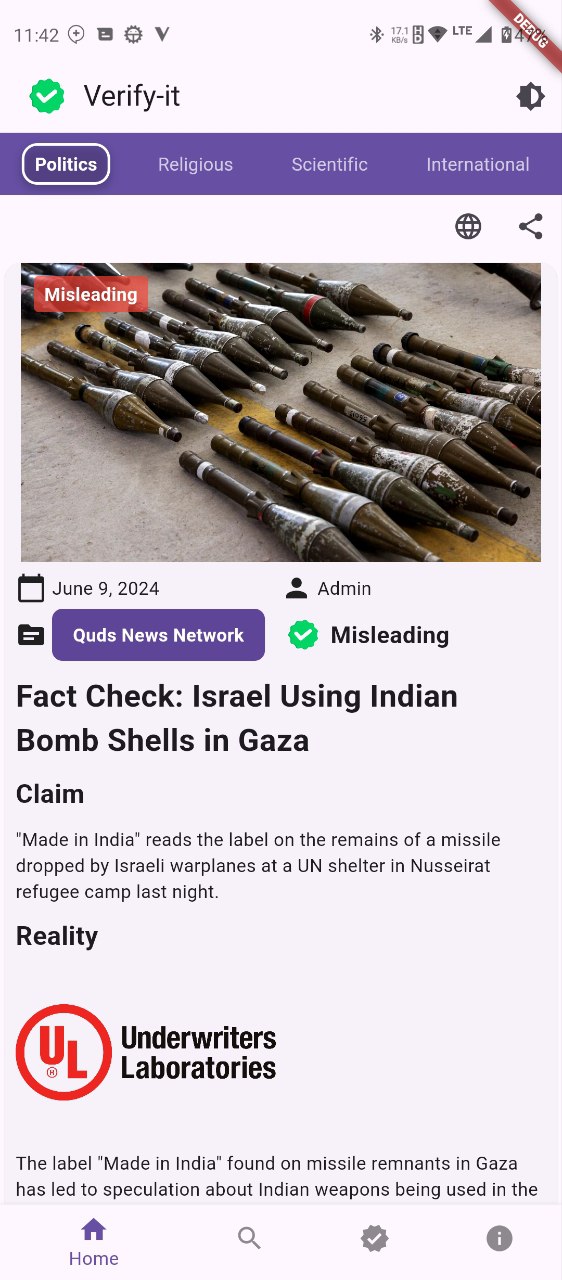 11:42
17.1
KB/s
LTE
47%
DEBUG
Verify-it
Politics
Religious
Scientific
International
Misleading
June 9, 2024
Admin
Quds News Network
Misleading
Fact Check: Israel Using Indian
Bomb Shells in Gaza
Claim
"Made in India" reads the label on the remains of a missile
dropped by Israeli warplanes at a UN shelter in Nusseirat
refugee camp last night.
Reality
UL
Underwriters
Laboratories
The label "Made in India" found on missile remnants in Gaza
has led to speculation about Indian weapons being used in the
Home